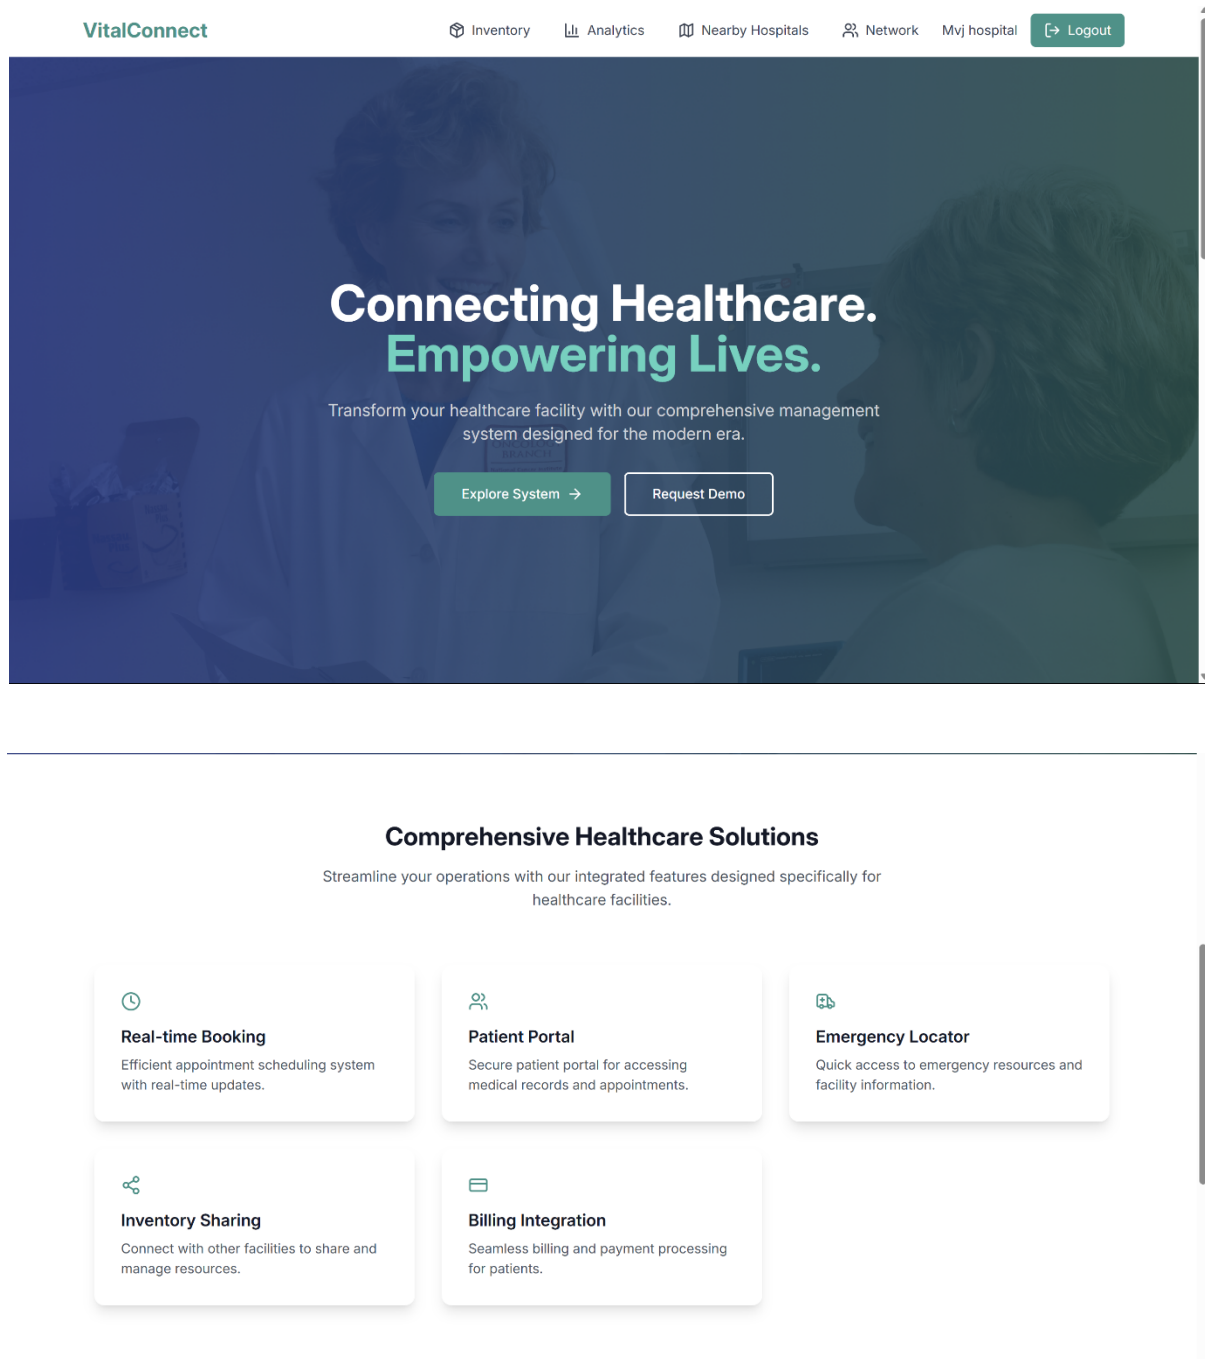 VitalConnect
Inventory
Analytics
Nearby Hospitals
Network
Mvj hospital
Logout
Connecting Healthcare.
Empowering Lives.
Transform your healthcare facility with our comprehensive management
system designed for the modern era.
BRANCH
Explore System
Request Demo
Comprehensive Healthcare Solutions
Streamline your operations with our integrated features designed specifically for
healthcare facilities.
Real-time Booking
Efficient appointment scheduling system
with real-time updates.
Patient Portal
Secure patient portal for accessing
medical records and appointments.
Emergency Locator
Quick access to emergency resources and
facility information.
Inventory Sharing
Connect with other facilities to share and
manage resources.
Billing Integration
Seamless billing and payment processing
for patients.